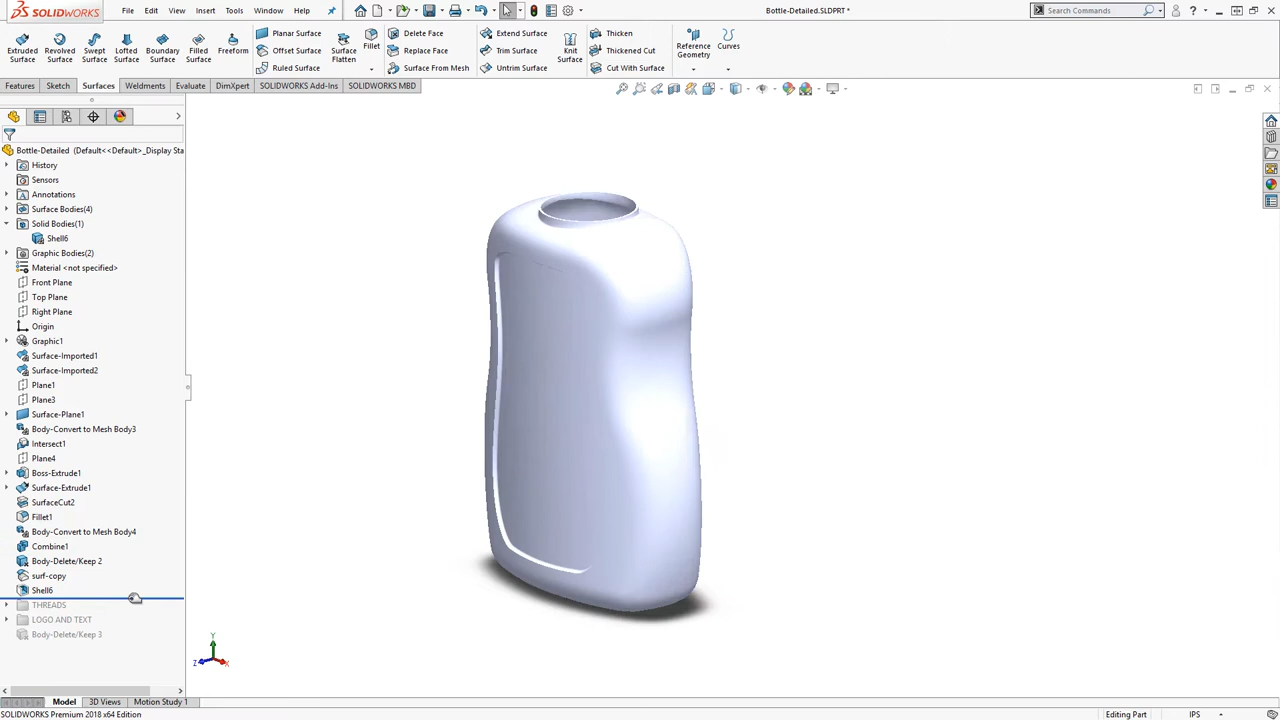 SOLIDWORKS
File Edit View Insert Tools Window Help
Bottle-Detailed.SLDPRT *
Search Commands
Extruded Surface
Revolved Surface
Swept Surface
Lofted Surface
Boundary Surface
Filled Surface
Freeform
Planar Surface
Offset Surface
Ruled Surface
Surface Flatten
Fillet
Delete Face
Replace Face
Surface From Mesh
Extend Surface
Trim Surface
Untrim Surface
Knit Surface
Thicken
Thickened Cut
Cut With Surface
Reference Geometry
Curves
Features Sketch Surfaces Weldments Evaluate DimXpert SOLIDWORKS Add-Ins SOLIDWORKS MBD
Bottle-Detailed (Default<<Default>_Display Sta
History
Sensors
Annotations
Surface Bodies(4)
Solid Bodies(1)
Shell6
Graphic Bodies(2)
Material <not specified>
Front Plane
Top Plane
Right Plane
Origin
Graphic1
Surface-Imported1
Surface-Imported2
Plane1
Plane3
Surface-Plane1
Body-Convert to Mesh Body3
Intersect1
Plane4
Boss-Extrude1
Surface-Extrude1
SurfaceCut2
Fillet1
Body-Convert to Mesh Body4
Combine1
Body-Delete/Keep 2
surf-copy
Shell6
THREADS
LOGO AND TEXT
Body-Delete/Keep 3
Y
Z X
Model 3D Views Motion Study 1
SOLIDWORKS Premium 2018 x64 Edition
Editing Part
IPS